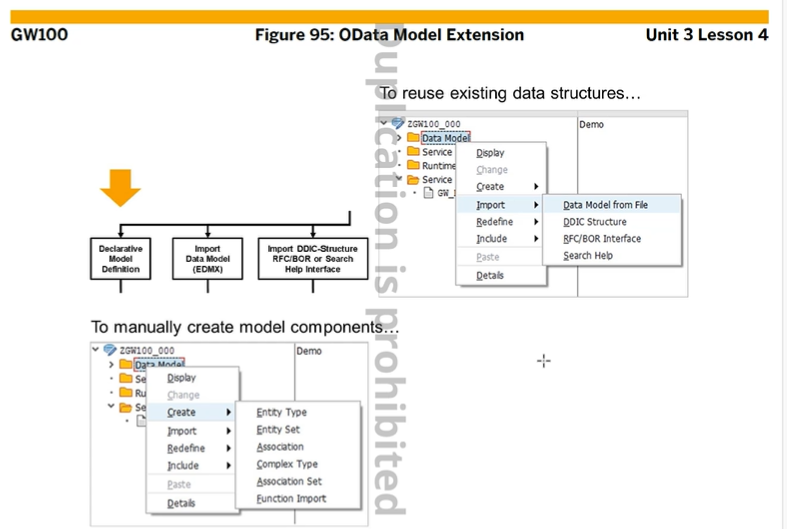 GW100 Figure 95: OData Model Extension Unit 3 Lesson 4
Duplication is prohibited
To reuse existing data structures…
ZGW100_000 Demo
Data Model
Service
Runtime
Service
GW_
Display
Change
Create
Import
Redefine
Include
Paste
Details
Data Model from File
DDIC Structure
RFC/BOR Interface
Search Help
Declarative
Model
Definition
Import
Data Model
(EDMX)
Import DDIC-Structure
RFC/BOR or Search
Help Interface
To manually create model components…
ZGW100_000 Demo
Data Model
Se
Ru
Se
Display
Change
Create
Import
Redefine
Include
Paste
Details
Entity Type
Entity Set
Association
Complex Type
Association Set
Function Import